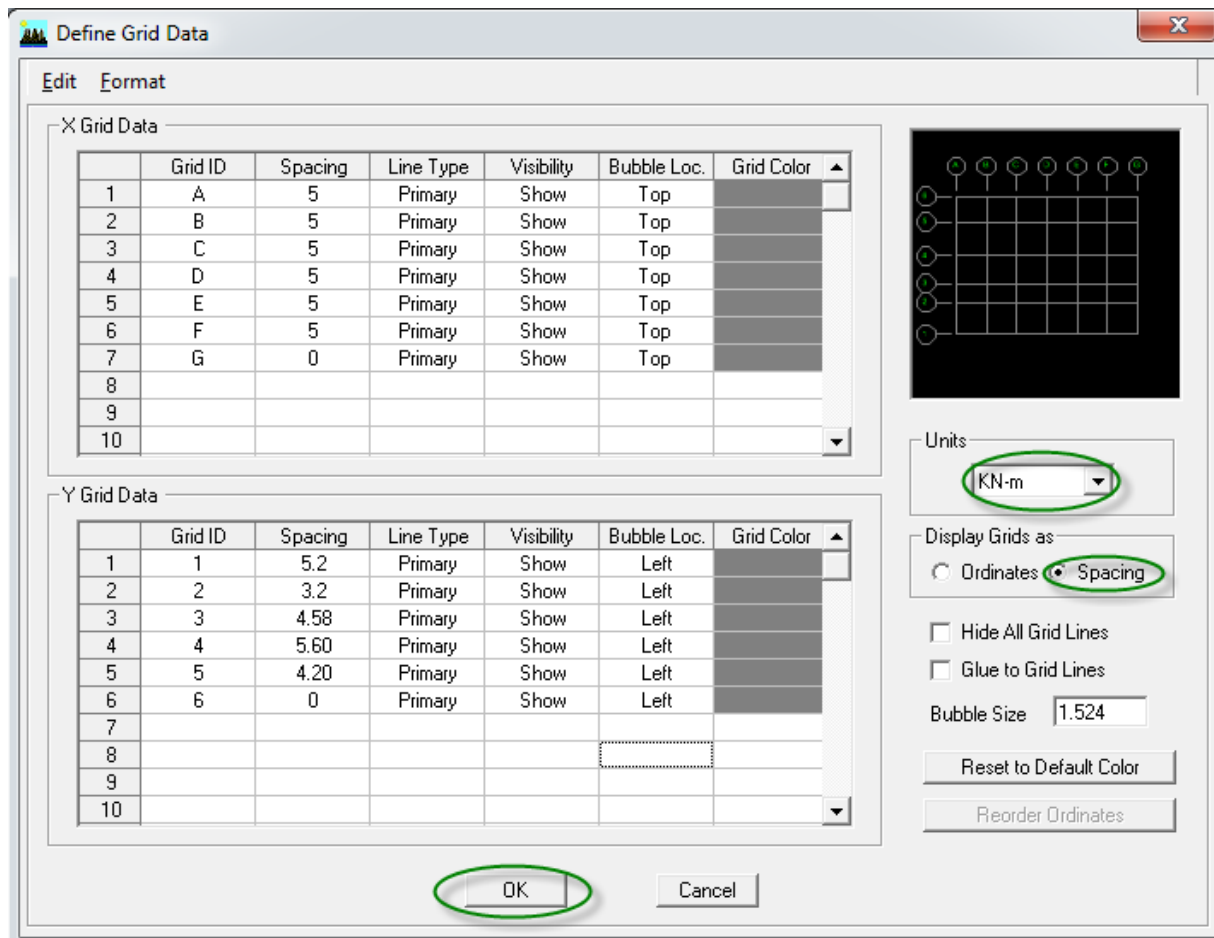 Define Grid Data
Edit Format
X Grid Data
Grid ID Spacing Line Type Visibility Bubble Loc. Grid Color
1 A 5 Primary Show Top
2 B 5 Primary Show Top
3 C 5 Primary Show Top
4 D 5 Primary Show Top
5 E 5 Primary Show Top
6 F 5 Primary Show Top
7 G 0 Primary Show Top
8
9
10
Y Grid Data
Grid ID Spacing Line Type Visibility Bubble Loc. Grid Color
1 1 5.2 Primary Show Left
2 2 3.2 Primary Show Left
3 3 4.58 Primary Show Left
4 4 5.60 Primary Show Left
5 5 4.20 Primary Show Left
6 6 0 Primary Show Left
7
8
9
10
Units
KN-m
Display Grids as
Ordinates Spacing
Hide All Grid Lines
Glue to Grid Lines
Bubble Size 1.524
Reset to Default Color
Reorder Ordinates
OK Cancel